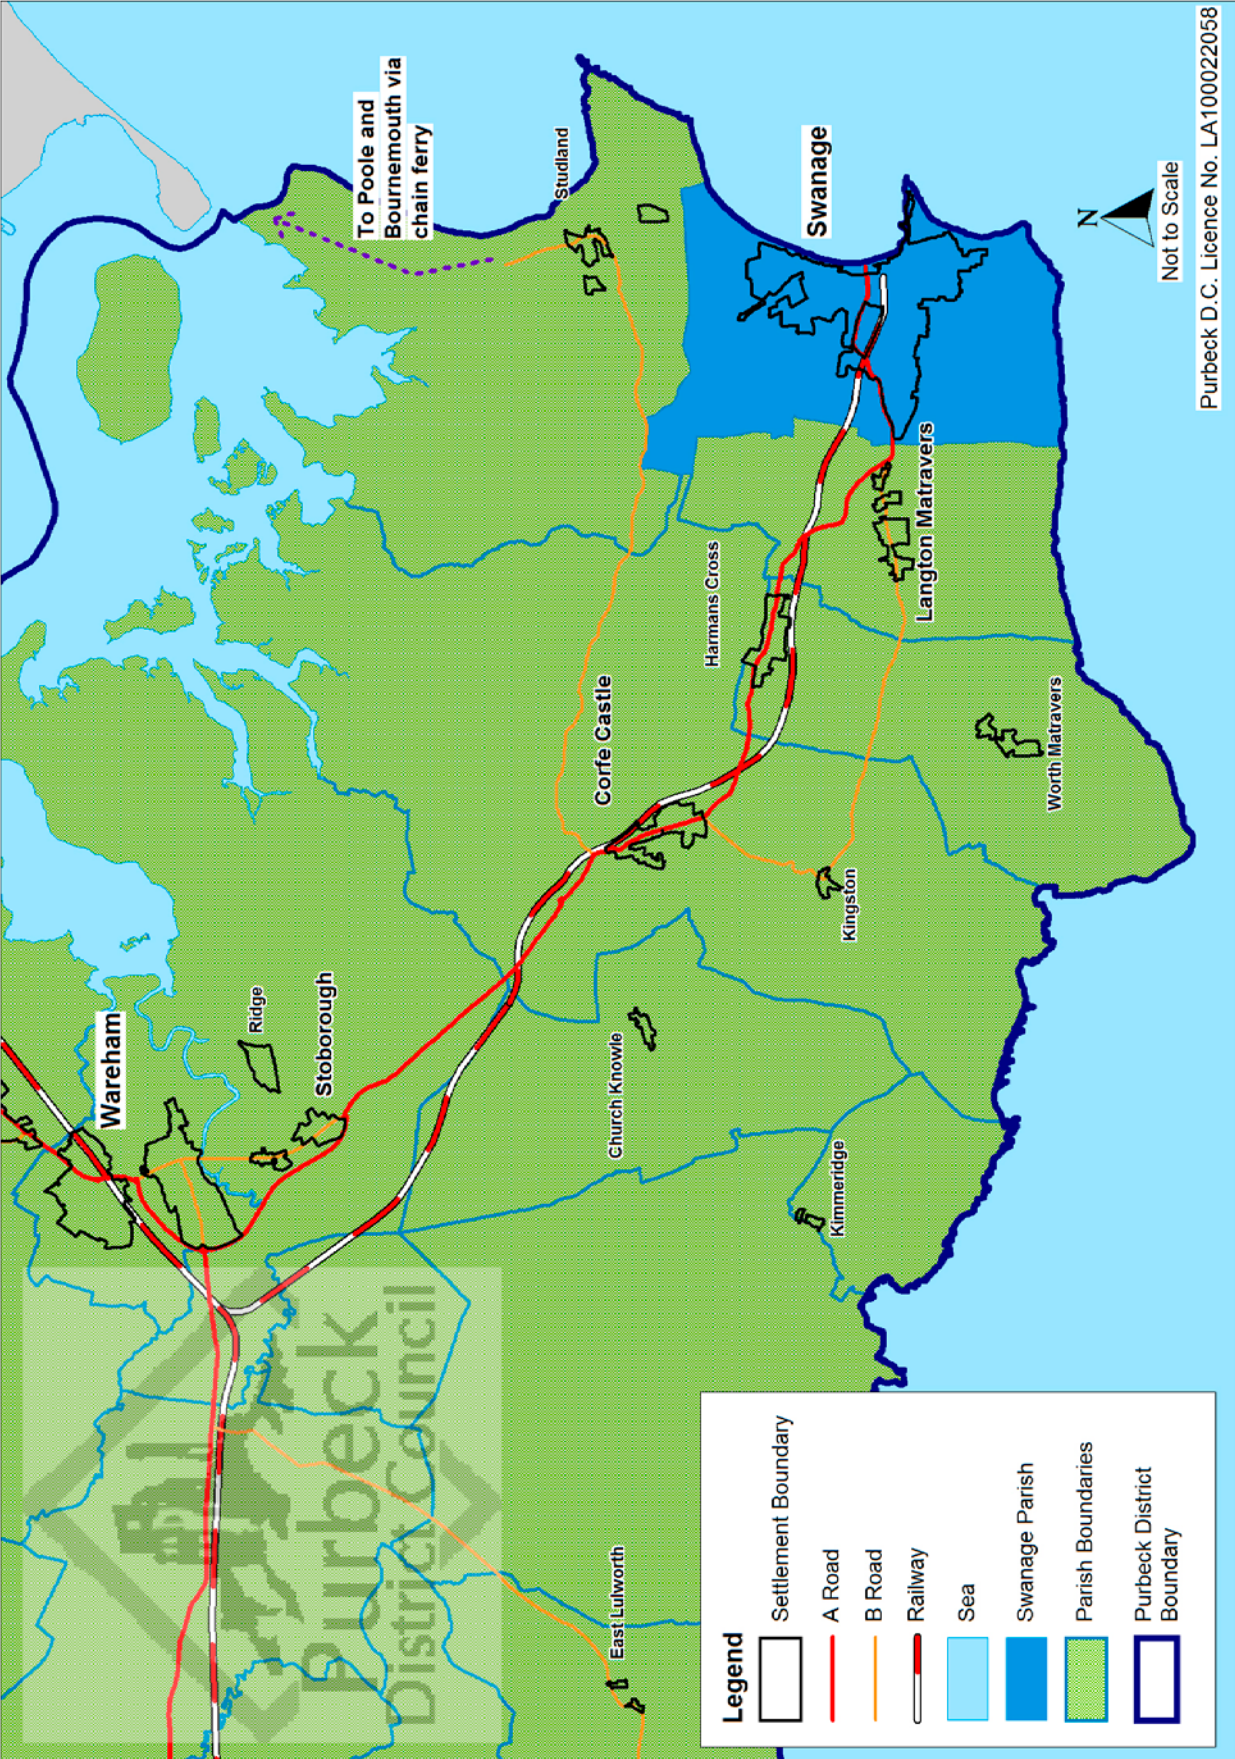 To Poole and
Bournemouth via
chain ferry
Studland
Swanage
N
Not to Scale
Purbeck D.C. Licence No. LA100022058
Wareham
Ridge
Stoborough
Corfe Castle
Harmans Cross
Langton Matravers
Worth Matravers
Kingston
Church Knowle
Kimmeridge
East Lulworth
Purbeck
District Council
Legend
Settlement Boundary
A Road
B Road
Railway
Sea
Swanage Parish
Parish Boundaries
Purbeck District
Boundary